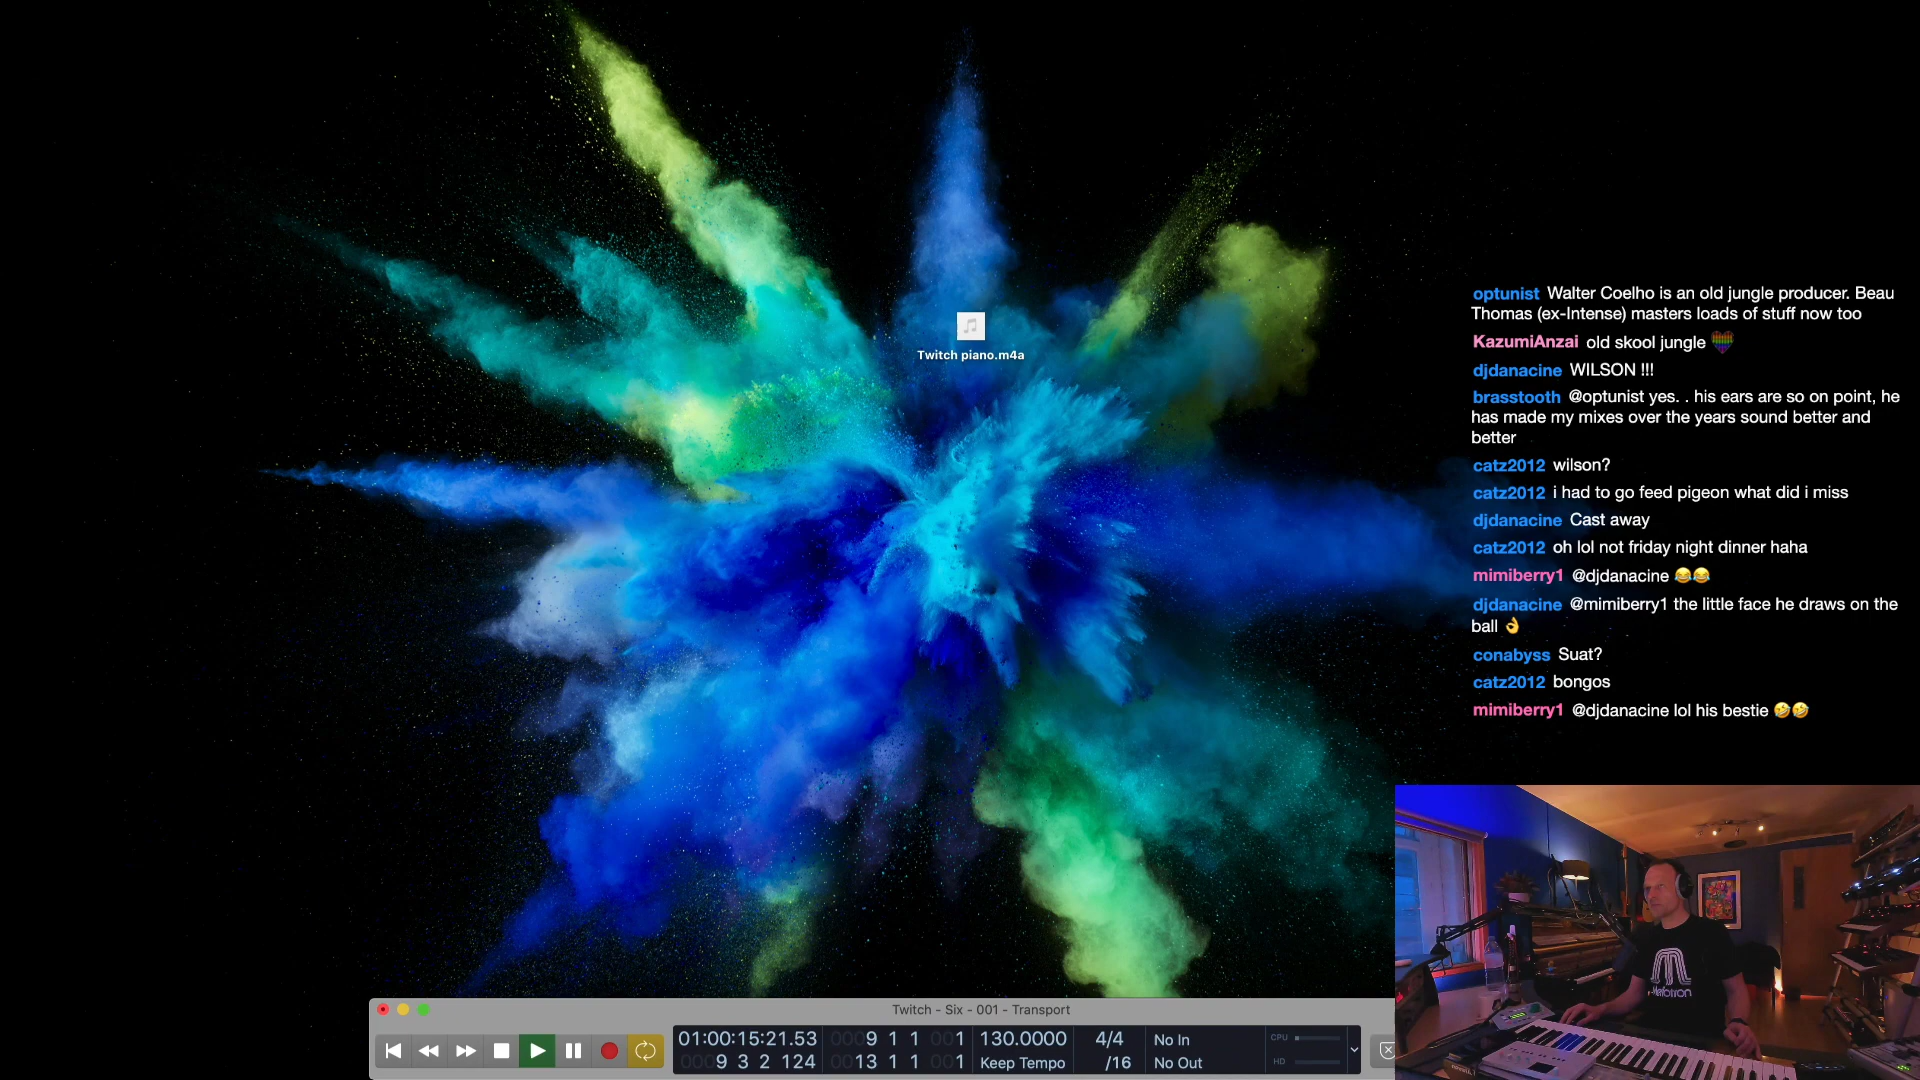 optunist Walter Coelho is an old jungle producer. Beau
Thomas (ex-Intense) masters loads of stuff now too
KazumiAnzai old skool jungle
djdanacine WILSON !!!
brasstooth @optunist yes. . his ears are so on point, he
has made my mixes over the years sound better and
better
catz2012 wilson?
catz2012 i had to go feed pigeon what did i miss
djdanacine Cast away
catz2012 oh lol not friday night dinner haha
mimiberry1 @djdanacine 😂😂
djdanacine @mimiberry1 the little face he draws on the
ball 👌
conabyss Suat?
catz2012 bongos
mimiberry1 @djdanacine lol his bestie 🤣🤣
Twitch piano.m4a
Twitch - Six - 001 - Transport
01:00:15:21.53 0009 1 1 001 130.0000 4/4 No In CPU
0009 3 2 124 0013 1 1 001 Keep Tempo /16 No Out HD
Mellotron